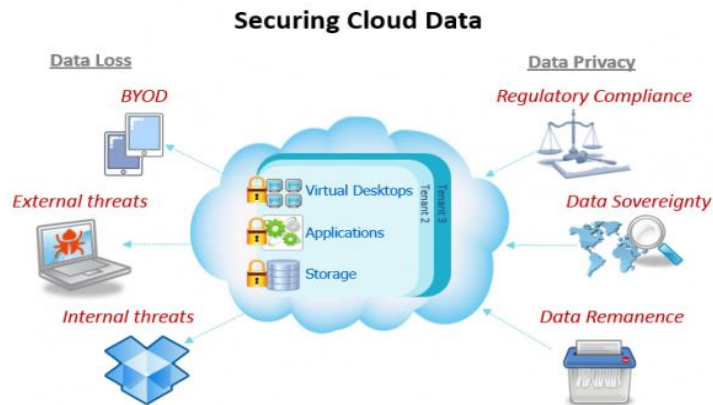 Securing Cloud Data
Data Loss
Data Privacy
BYOD
Regulatory Compliance
External threats
Data Sovereignty
Internal threats
Data Remanence
Virtual Desktops
Applications
Storage
Tenant 2
Tenant 3